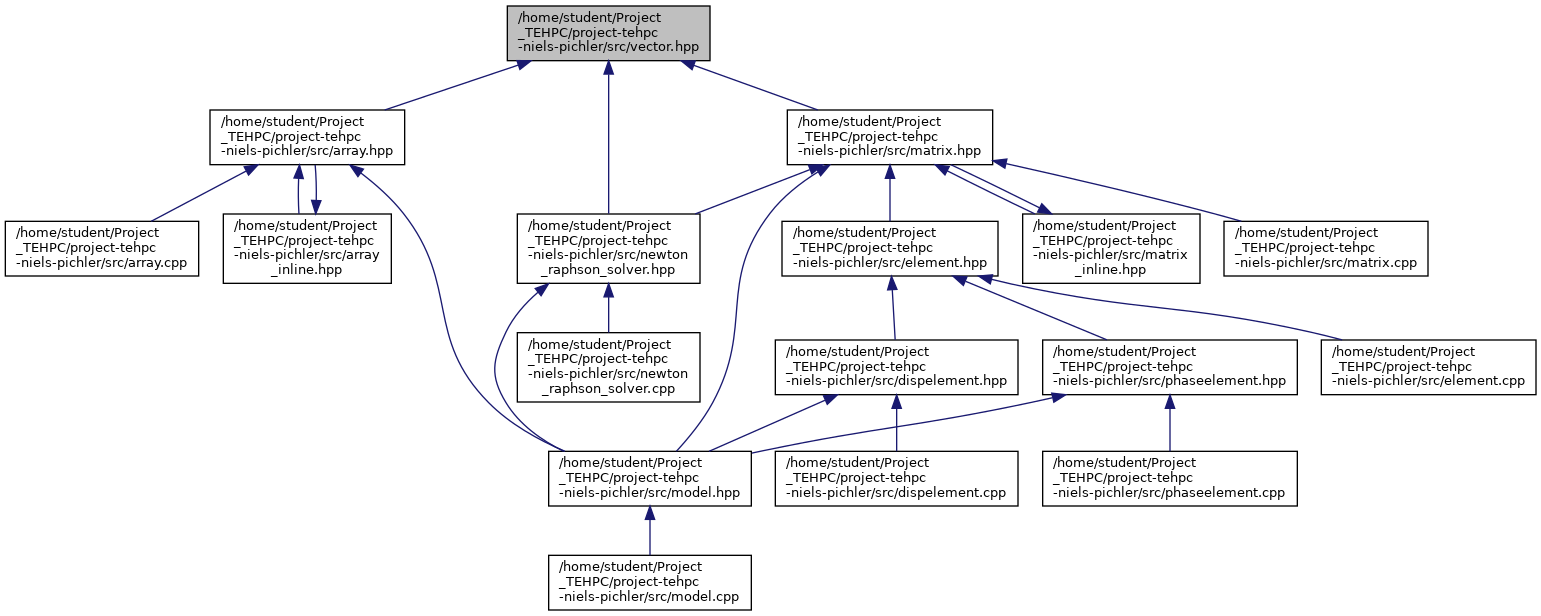 /home/student/Project
_TEHPC/project-tehpc
-niels-pichler/src/vector.hpp
/home/student/Project
_TEHPC/project-tehpc
-niels-pichler/src/array.hpp
/home/student/Project
_TEHPC/project-tehpc
-niels-pichler/src/matrix.hpp
/home/student/Project
_TEHPC/project-tehpc
-niels-pichler/src/array.cpp
/home/student/Project
_TEHPC/project-tehpc
-niels-pichler/src/array
_inline.hpp
/home/student/Project
_TEHPC/project-tehpc
-niels-pichler/src/newton
_raphson_solver.hpp
/home/student/Project
_TEHPC/project-tehpc
-niels-pichler/src/element.hpp
/home/student/Project
_TEHPC/project-tehpc
-niels-pichler/src/matrix
_inline.hpp
/home/student/Project
_TEHPC/project-tehpc
-niels-pichler/src/matrix.cpp
/home/student/Project
_TEHPC/project-tehpc
-niels-pichler/src/newton
_raphson_solver.cpp
/home/student/Project
_TEHPC/project-tehpc
-niels-pichler/src/dispelement.hpp
/home/student/Project
_TEHPC/project-tehpc
-niels-pichler/src/phaseelement.hpp
/home/student/Project
_TEHPC/project-tehpc
-niels-pichler/src/element.cpp
/home/student/Project
_TEHPC/project-tehpc
-niels-pichler/src/model.hpp
/home/student/Project
_TEHPC/project-tehpc
-niels-pichler/src/dispelement.cpp
/home/student/Project
_TEHPC/project-tehpc
-niels-pichler/src/phaseelement.cpp
/home/student/Project
_TEHPC/project-tehpc
-niels-pichler/src/model.cpp